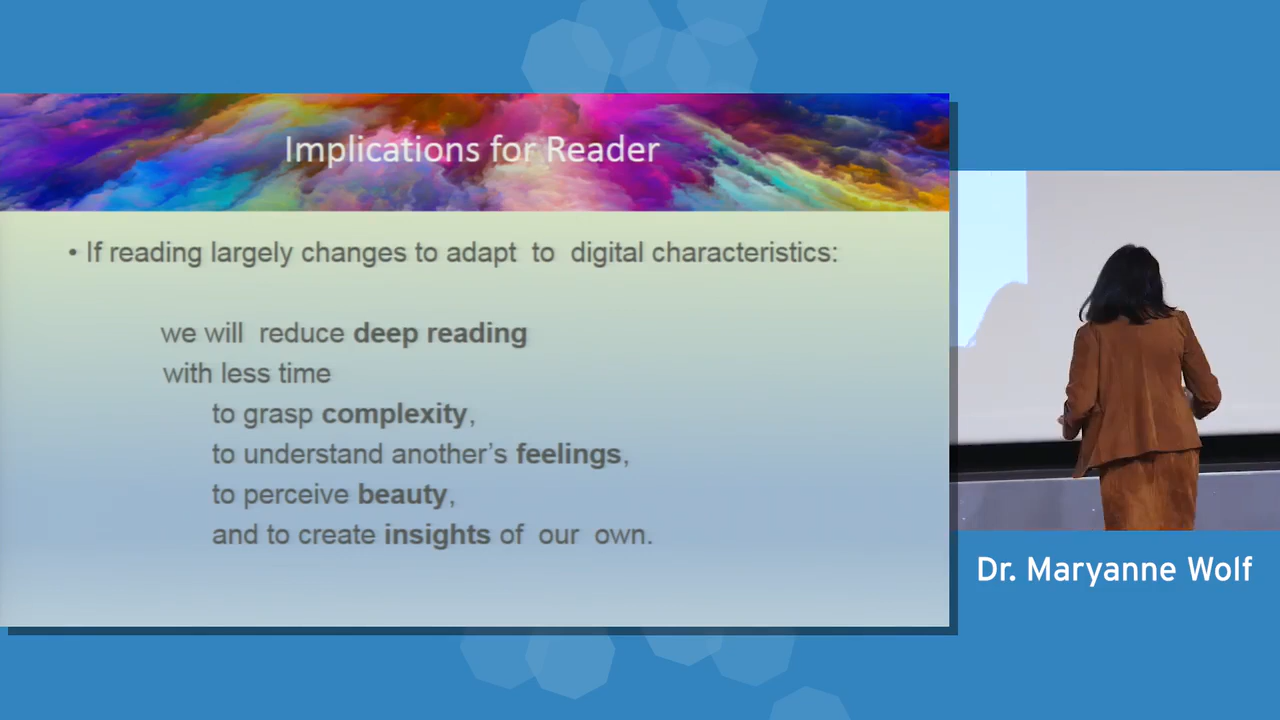 Implications for Reader
• If reading largely changes to adapt to digital characteristics:
we will reduce deep reading
with less time
to grasp complexity,
to understand another's feelings,
to perceive beauty,
and to create insights of our own.
Dr. Maryanne Wolf